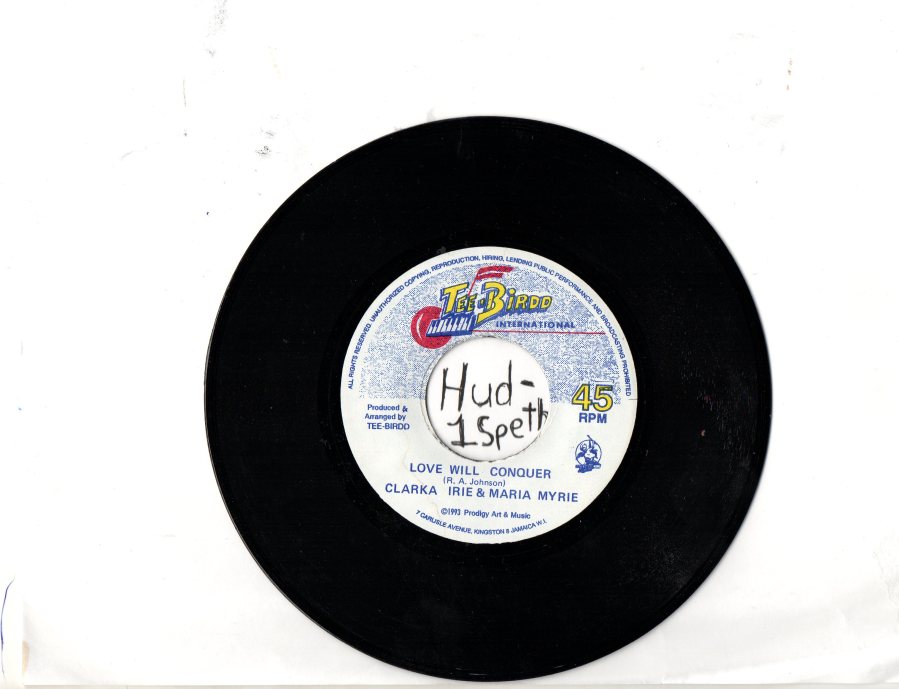 ALL RIGHTS RESERVED. UNAUTHORIZED COPYING, REPRODUCTION, HIRING, LENDING PUBLIC PERFORMANCE AND BROADCASTING PROHIBITED
TEE-BIRDD
INTERNATIONAL
Hud-
1Speth
45
RPM
Produced &
Arranged by
TEE-BIRDD
LOVE WILL CONQUER
(R. A. Johnson)
CLARKA IRIE & MARIA MYRIE
©1993 Prodigy Art & Music
7 CARLISLE AVENUE, KINGSTON 8 JAMAICA W.I.